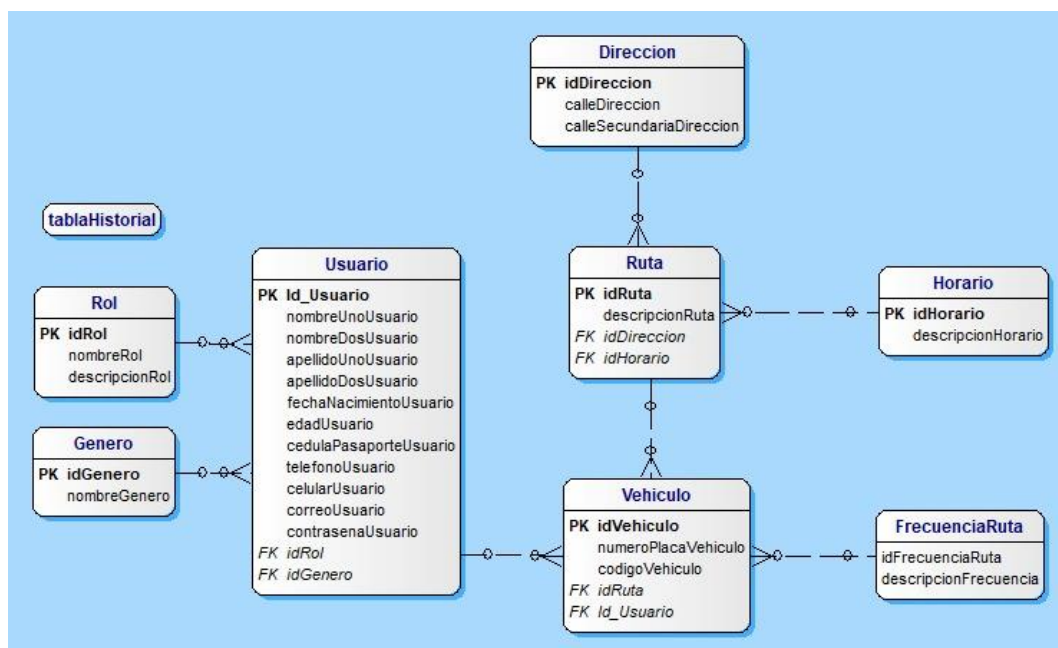 Direccion
PK idDireccion
calleDireccion
calleSecundariaDireccion
tablaHistorial
Rol
PK idRol
nombreRol
descripcionRol
Genero
PK idGenero
nombreGenero
Usuario
PK Id_Usuario
nombreUnoUsuario
nombreDosUsuario
apellidoUnoUsuario
apellidoDosUsuario
fechaNacimientoUsuario
edadUsuario
cedulaPasaporteUsuario
telefonoUsuario
celularUsuario
correoUsuario
contrasenaUsuario
FK idRol
FK idGenero
Ruta
PK idRuta
descripcionRuta
FK idDireccion
FK idHorario
Horario
PK idHorario
descripcionHorario
Vehiculo
PK idVehiculo
numeroPlacaVehiculo
codigoVehiculo
FK idRuta
FK Id_Usuario
FrecuenciaRuta
idFrecuenciaRuta
descripcionFrecuencia